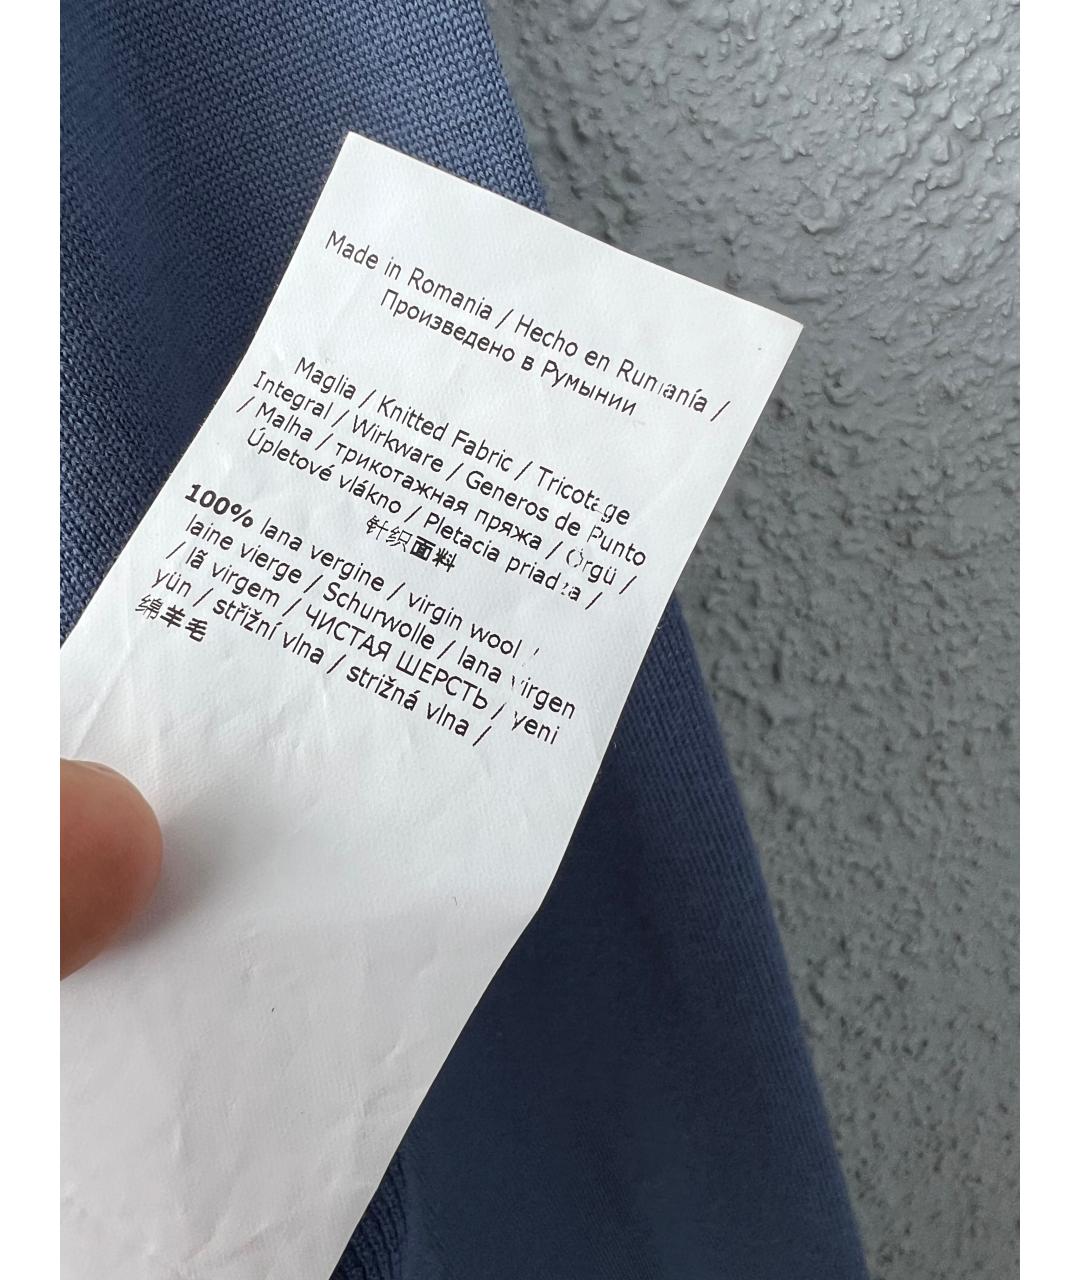 Made in Romania / Hecho en Rumanía /
Произведено в Румынии
Maglia / Knitted Fabric / Tricotage
Integral / Wirkware / Generos de Punto
/ Malha / трикотажная пряжа / Örgü /
Úpletové vlákno / Pletacia priadza /
针织面料
100% lana vergine / virgin wool /
laine vierge / Schurwolle / lana virgen
/ lã virgem / ЧИСТАЯ ШЕРСТЬ / yeni
yün / střižní vlna / strižná vlna /
绵羊毛